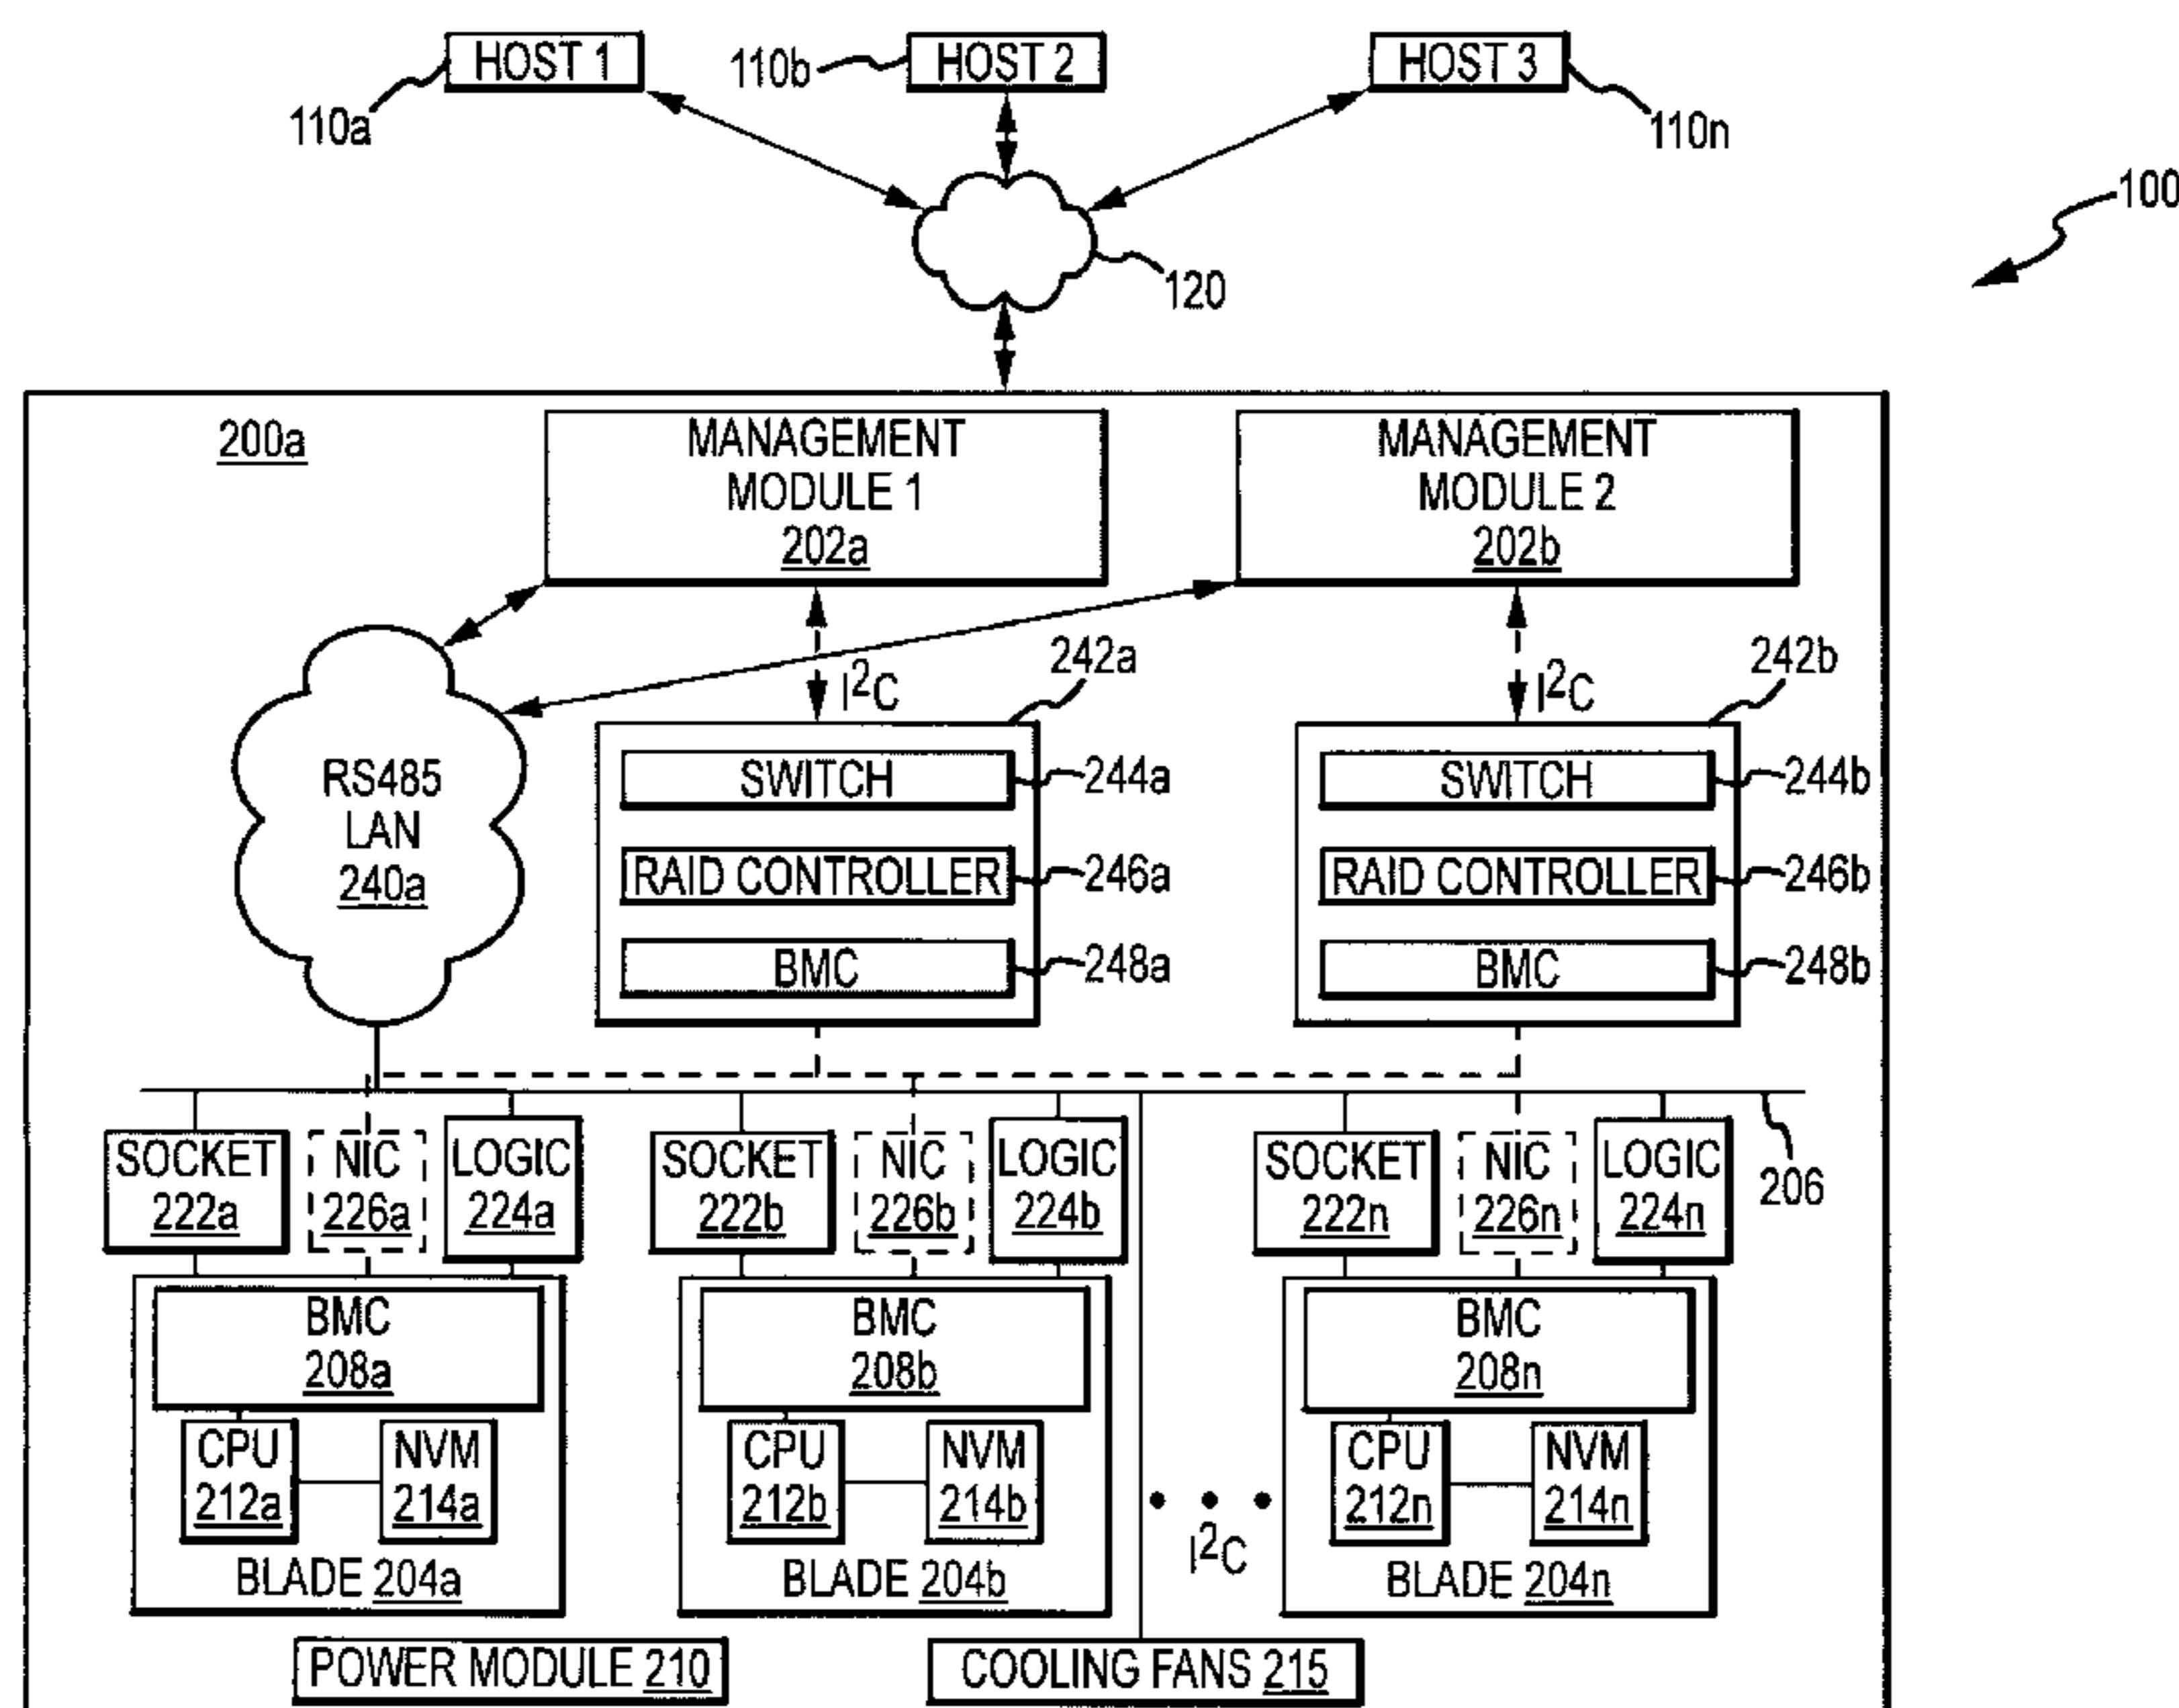 HOST 1
HOST 2
HOST 3
110a
110b
110n
100
120
200a
MANAGEMENT
MODULE 1
202a
MANAGEMENT
MODULE 2
202b
I²C
242a
I²C
242b
RS485
LAN
240a
SWITCH
244a
RAID CONTROLLER
246a
BMC
248a
SWITCH
244b
RAID CONTROLLER
246b
BMC
248b
206
SOCKET
222a
NIC
226a
LOGIC
224a
SOCKET
222b
NIC
226b
LOGIC
224b
SOCKET
222n
NIC
226n
LOGIC
224n
BMC
208a
CPU
212a
NVM
214a
BLADE 204a
BMC
208b
CPU
212b
NVM
214b
BLADE 204b
• • •
I²C
BMC
208n
CPU
212n
NVM
214n
BLADE 204n
POWER MODULE 210
COOLING FANS 215